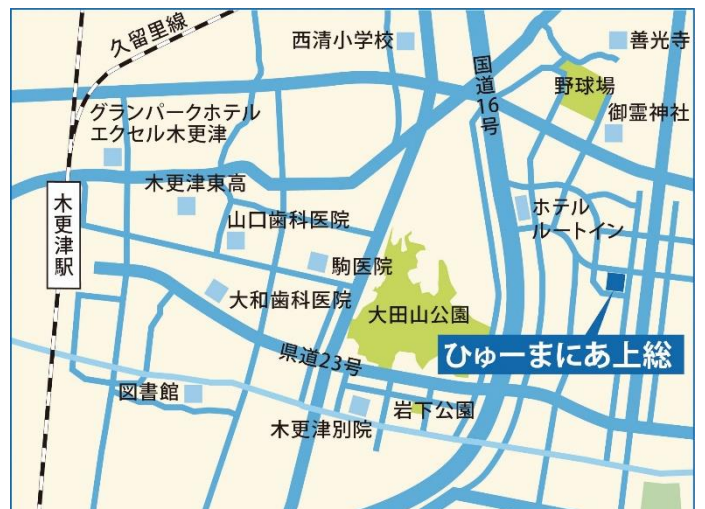 久留里線
西清小学校
善光寺
国道16号
野球場
グランパークホテル
エクセル木更津
御霊神社
木更津東高
木更津駅
ホテル
ルートイン
山口歯科医院
駒医院
大和歯科医院
大田山公園
ひゅーまにあ上総
県道23号
図書館
岩下公園
木更津別院